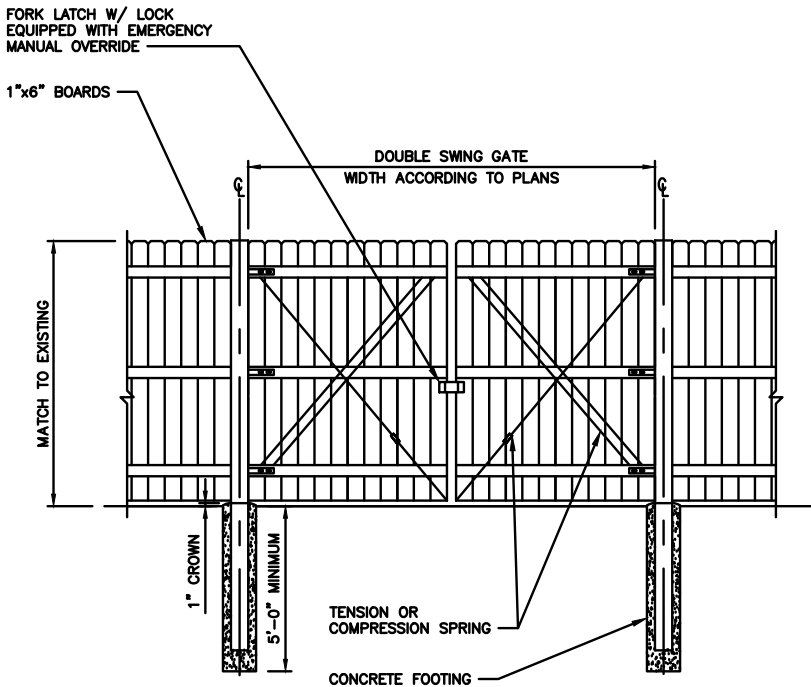 FORK LATCH W/ LOCK
EQUIPPED WITH EMERGENCY
MANUAL OVERRIDE
1"x6" BOARDS
DOUBLE SWING GATE
WIDTH ACCORDING TO PLANS
℄
℄
MATCH TO EXISTING
1" CROWN
5'-0" MINIMUM
TENSION OR
COMPRESSION SPRING
CONCRETE FOOTING